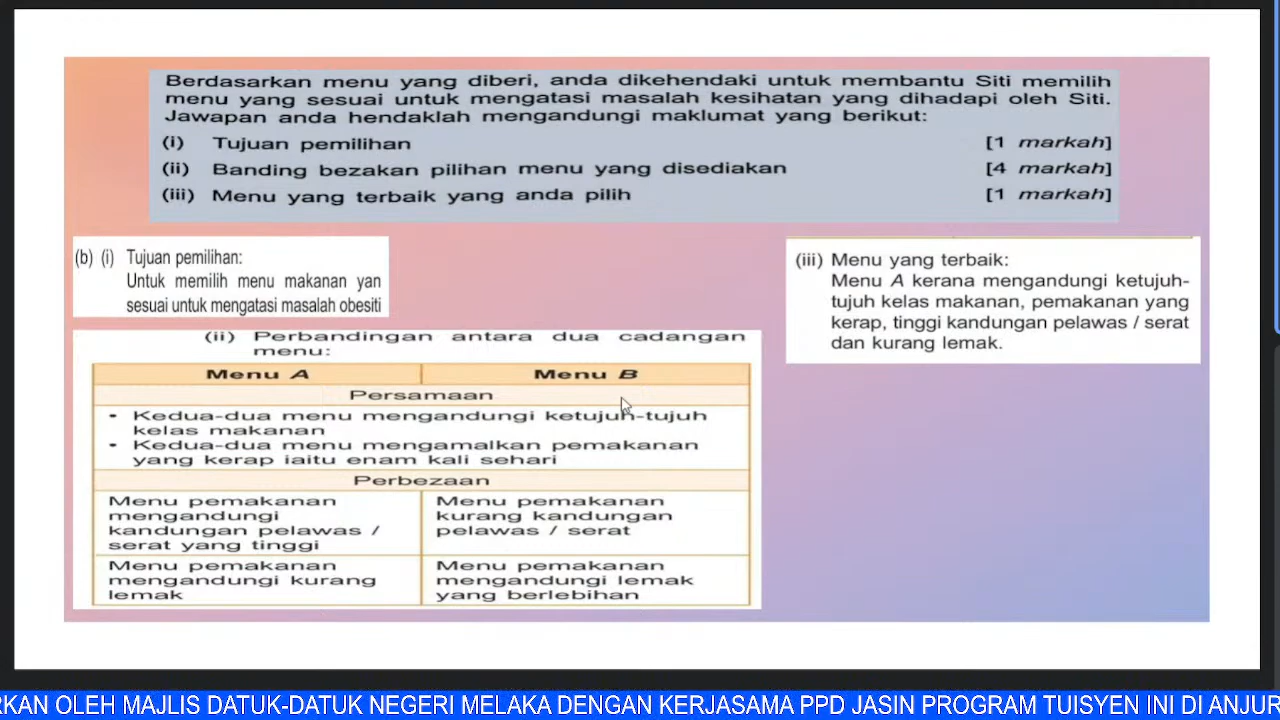 Berdasarkan menu yang diberi, anda dikehendaki untuk membantu Siti memilih
menu yang sesuai untuk mengatasi masalah kesihatan yang dihadapi oleh Siti.
Jawapan anda hendaklah mengandungi maklumat yang berikut:
(i) Tujuan pemilihan [1 markah]
(ii) Banding bezakan pilihan menu yang disediakan [4 markah]
(iii) Menu yang terbaik yang anda pilih [1 markah]
(b) (i) Tujuan pemilihan:
Untuk memilih menu makanan yan
sesuai untuk mengatasi masalah obesiti
(ii) Perbandingan antara dua cadangan
menu:
Menu A Menu B
Persamaan
• Kedua-dua menu mengandungi ketujuh-tujuh
kelas makanan
• Kedua-dua menu mengamalkan pemakanan
yang kerap iaitu enam kali sehari
Perbezaan
Menu pemakanan
mengandungi
kandungan pelawas /
serat yang tinggi
Menu pemakanan
kurang kandungan
pelawas / serat
Menu pemakanan
mengandungi kurang
lemak
Menu pemakanan
mengandungi lemak
yang berlebihan
(iii) Menu yang terbaik:
Menu A kerana mengandungi ketujuh-
tujuh kelas makanan, pemakanan yang
kerap, tinggi kandungan pelawas / serat
dan kurang lemak.
RKAN OLEH MAJLIS DATUK-DATUK NEGERI MELAKA DENGAN KERJASAMA PPD JASIN PROGRAM TUISYEN INI DI ANJUR